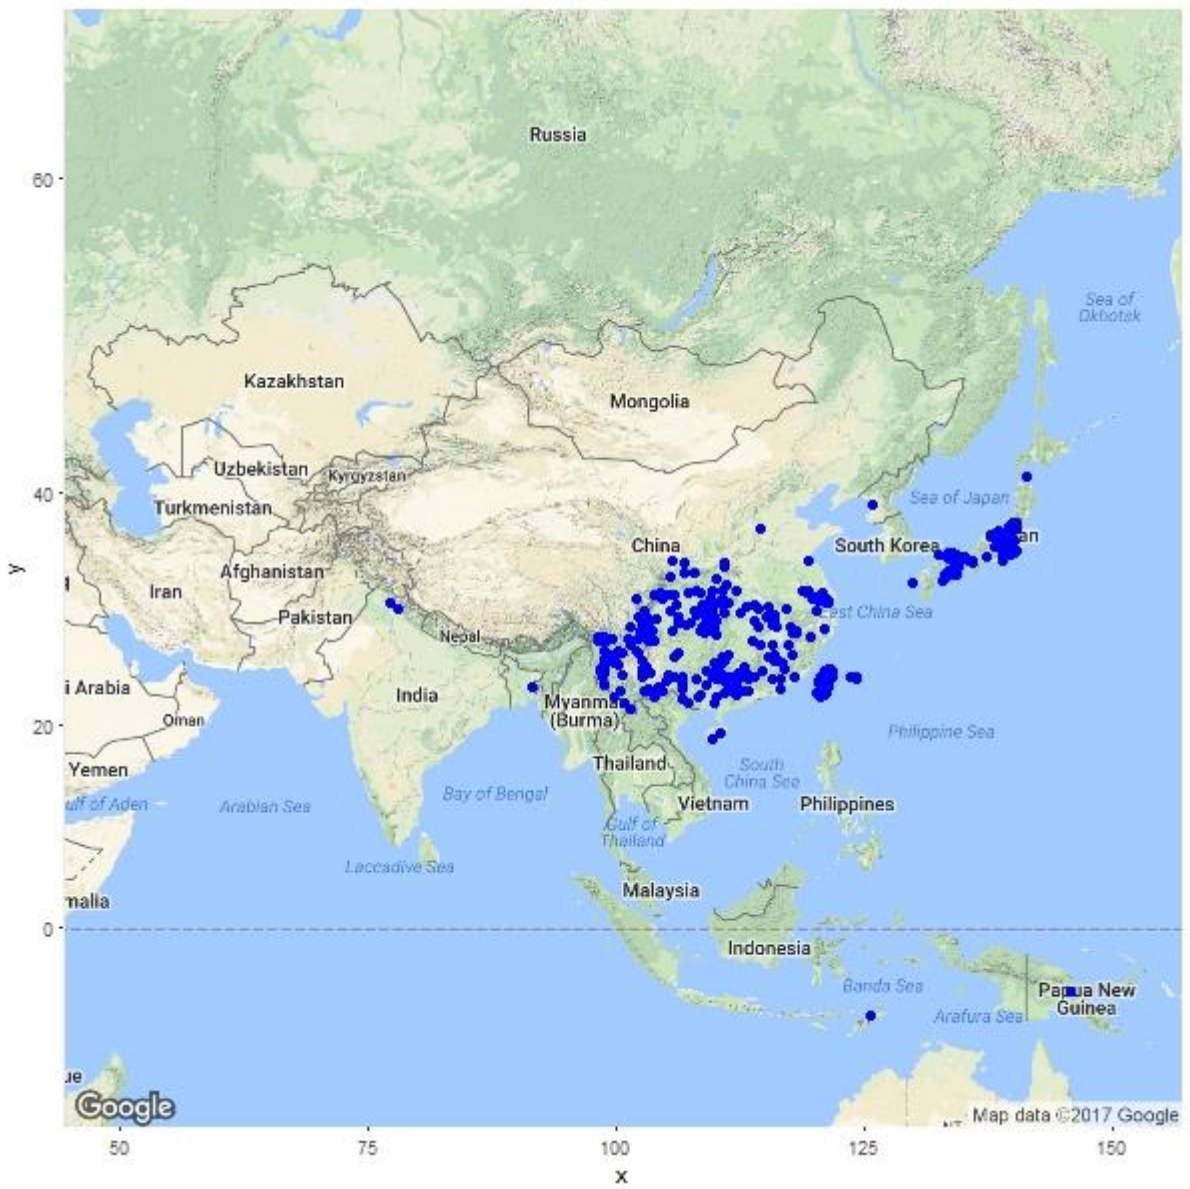 Russia
60
Sea of
Okhotsk
Kazakhstan
Mongolia
Uzbekistan
Kyrgyzstan
40
Sea of Japan
Turkmenistan
China
South Korea
an
y
Afghanistan
Iran
East China Sea
Pakistan
Nepal
i Arabia
India
Myanma
(Burma)
Oman
20
Philippine Sea
Yemen
Thailand
South
China Sea
ulf of Aden
Arabian Sea
Bay of Bengal
Vietnam
Philippines
Gulf of
Thailand
Laccadive Sea
Malaysia
malia
0
Indonesia
Banda Sea
Papua New
Guinea
Arafura Sea
ue
Google
Map data ©2017 Google
50
75
100
125
150
x